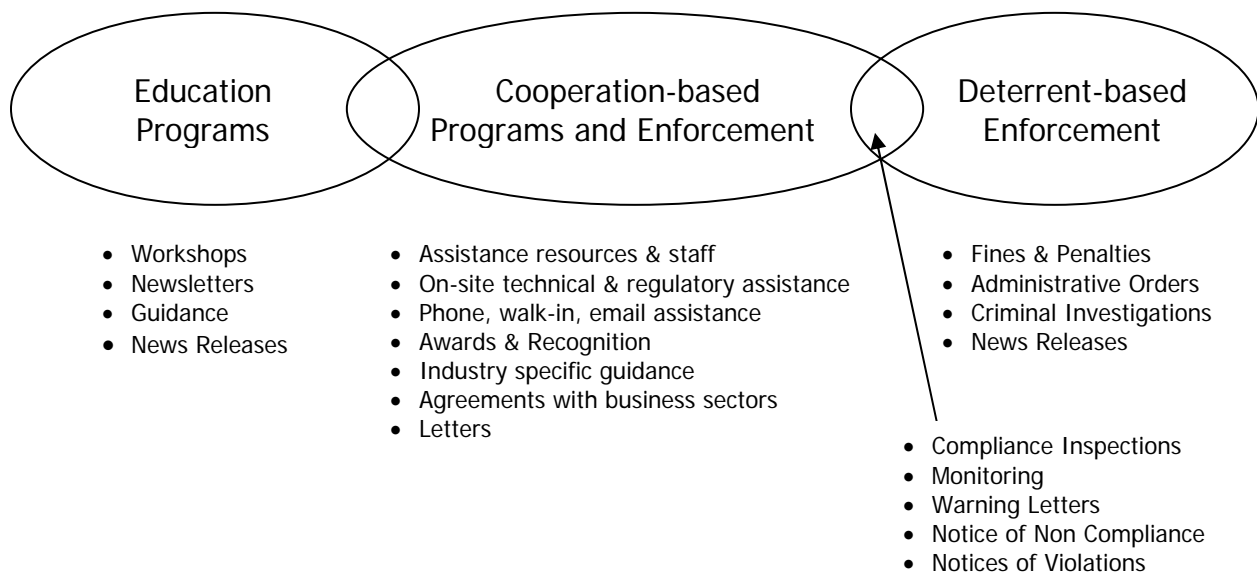 Education
Programs
Cooperation-based
Programs and Enforcement
Deterrent-based
Enforcement
• Workshops
• Newsletters
• Guidance
• News Releases
• Assistance resources & staff
• On-site technical & regulatory assistance
• Phone, walk-in, email assistance
• Awards & Recognition
• Industry specific guidance
• Agreements with business sectors
• Letters
• Fines & Penalties
• Administrative Orders
• Criminal Investigations
• News Releases
• Compliance Inspections
• Monitoring
• Warning Letters
• Notice of Non Compliance
• Notices of Violations